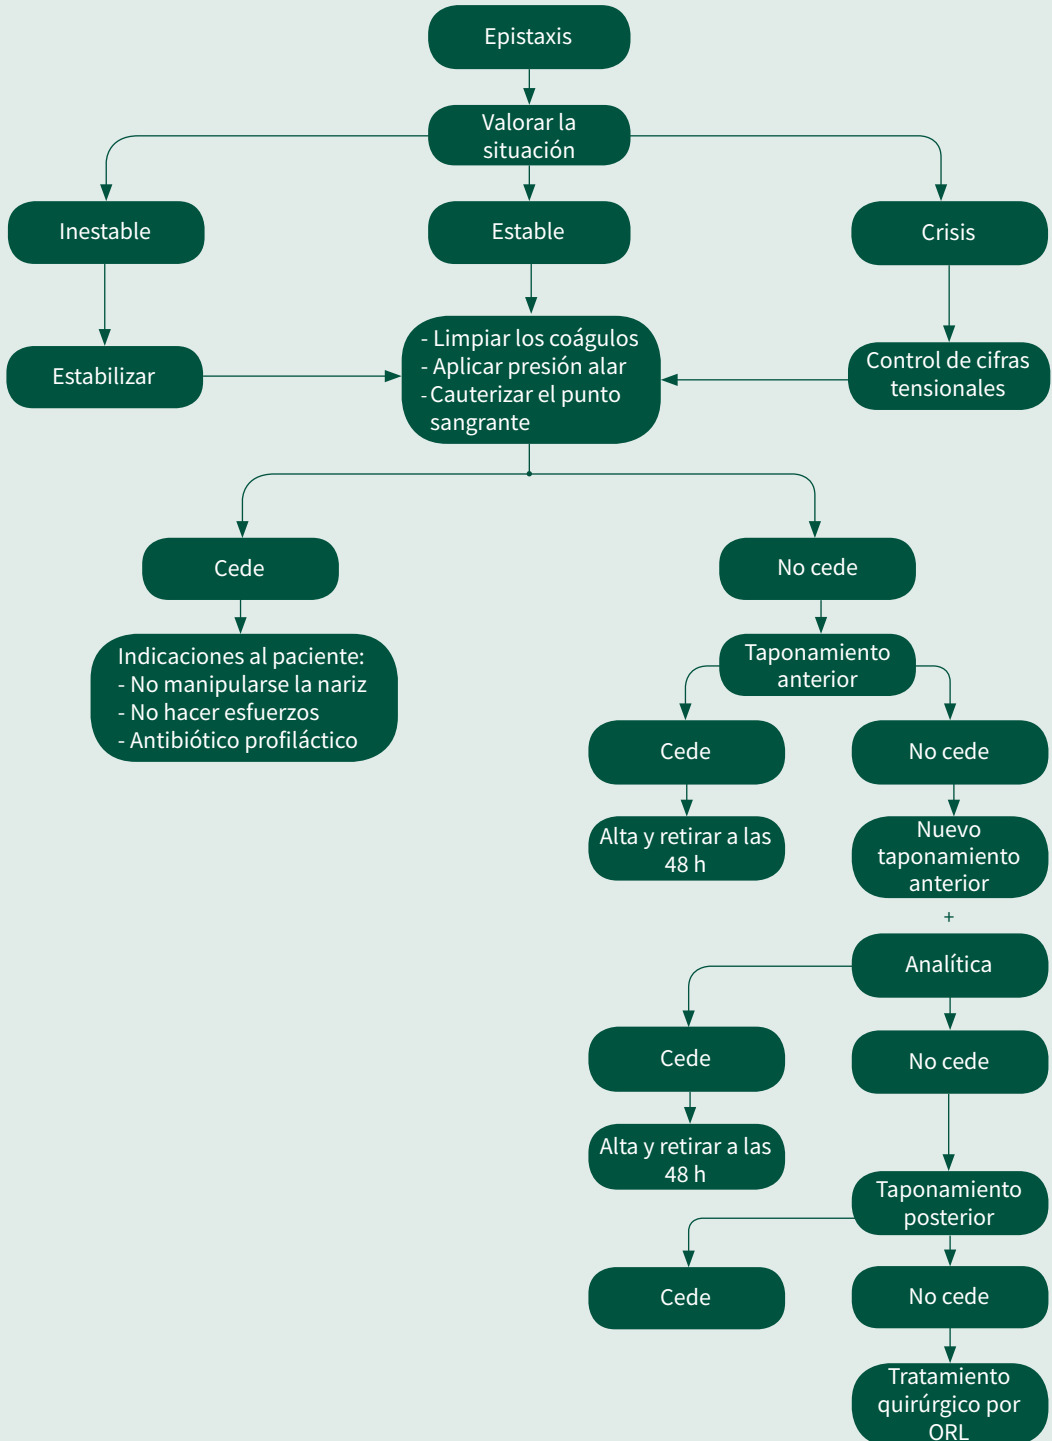 Epistaxis
Valorar la
situación
Inestable
Estable
Crisis
- Limpiar los coágulos
- Aplicar presión alar
- Cauterizar el punto
sangrante
Estabilizar
Control de cifras
tensionales
Cede
No cede
Indicaciones al paciente:
- No manipularse la nariz
- No hacer esfuerzos
- Antibiótico profiláctico
Taponamiento
anterior
Cede
No cede
Alta y retirar a las
48 h
Nuevo
taponamiento
anterior
+
Analítica
Cede
No cede
Alta y retirar a las
48 h
Taponamiento
posterior
Cede
No cede
Tratamiento
quirúrgico por
ORL